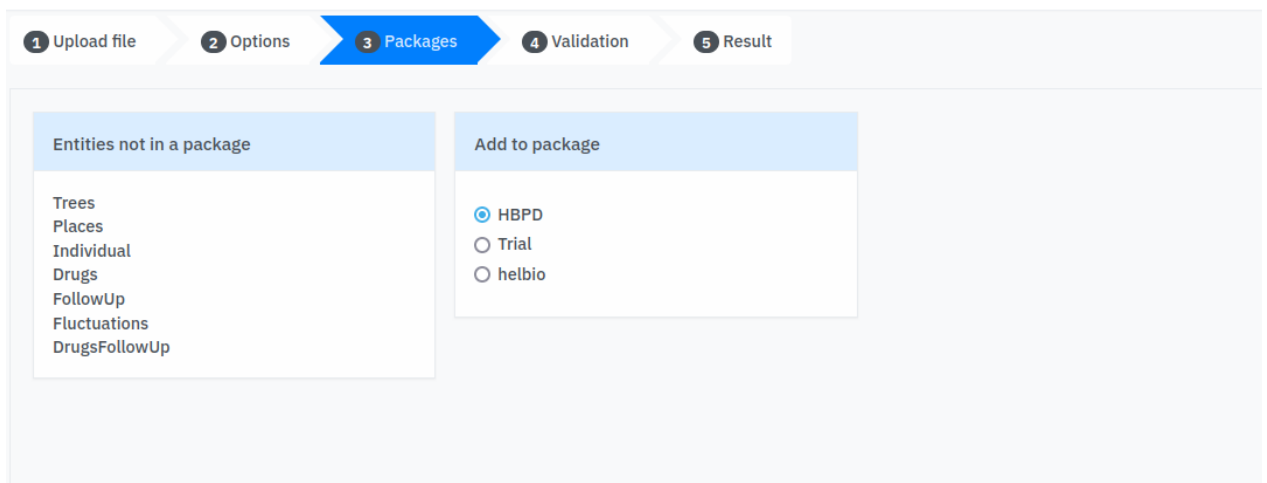 1 Upload file 2 Options 3 Packages 4 Validation 5 Result
Entities not in a package
Trees
Places
Individual
Drugs
FollowUp
Fluctuations
DrugsFollowUp
Add to package
HBPD
Trial
helbio